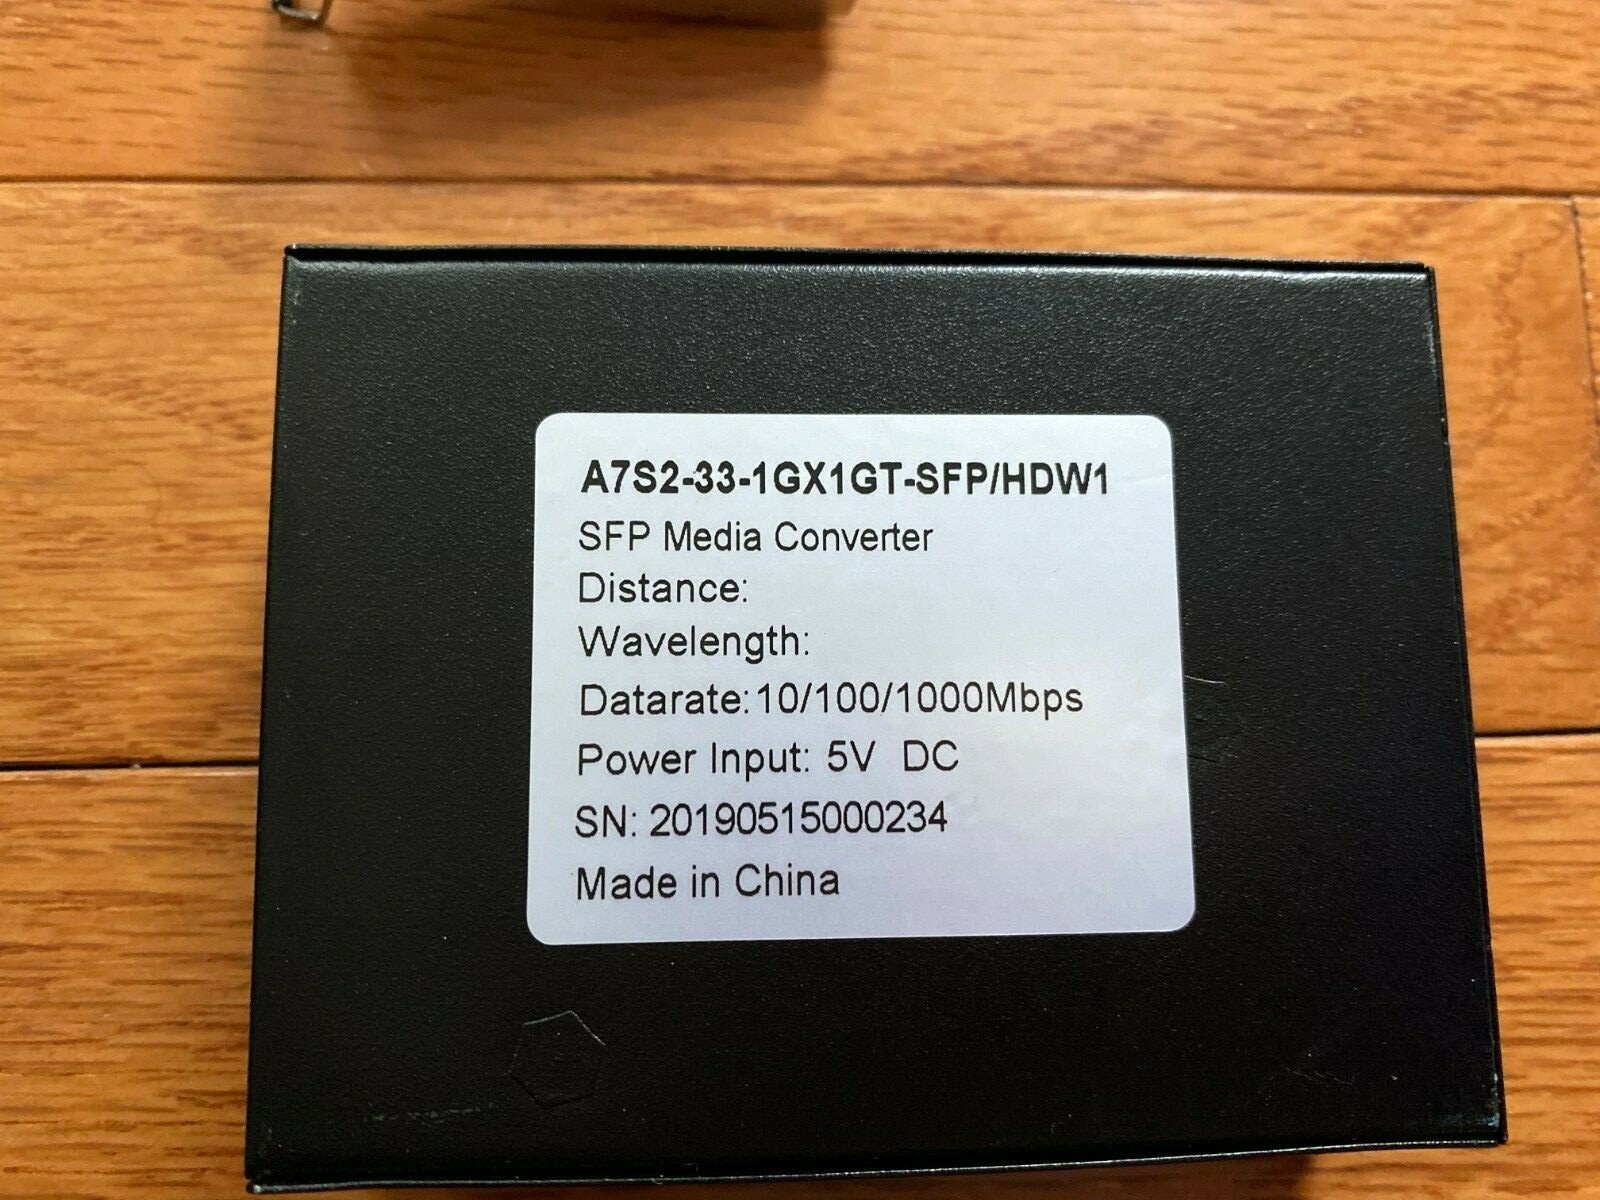 A7S2-33-1GX1GT-SFP/HDW1
SFP Media Converter
Distance:
Wavelength:
Datarate:10/100/1000Mbps
Power Input: 5V  DC
SN: 20190515000234
Made in China